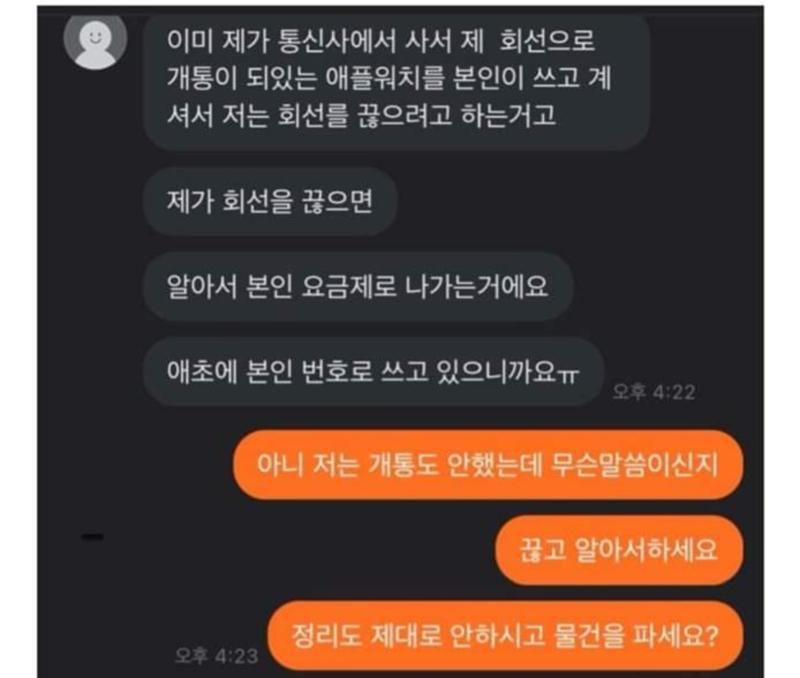 이미 제가 통신사에서 사서 제  회선으로
개통이 되있는 애플워치를 본인이 쓰고 계
셔서 저는 회선를 끊으려고 하는거고
제가 회선을 끊으면
알아서 본인 요금제로 나가는거에요
애초에 본인 번호로 쓰고 있으니까요ㅠ
오후 4:22
아니 저는 개통도 안했는데 무슨말씀이신지
끊고 알아서하세요
정리도 제대로 안하시고 물건을 파세요?
오후 4:23